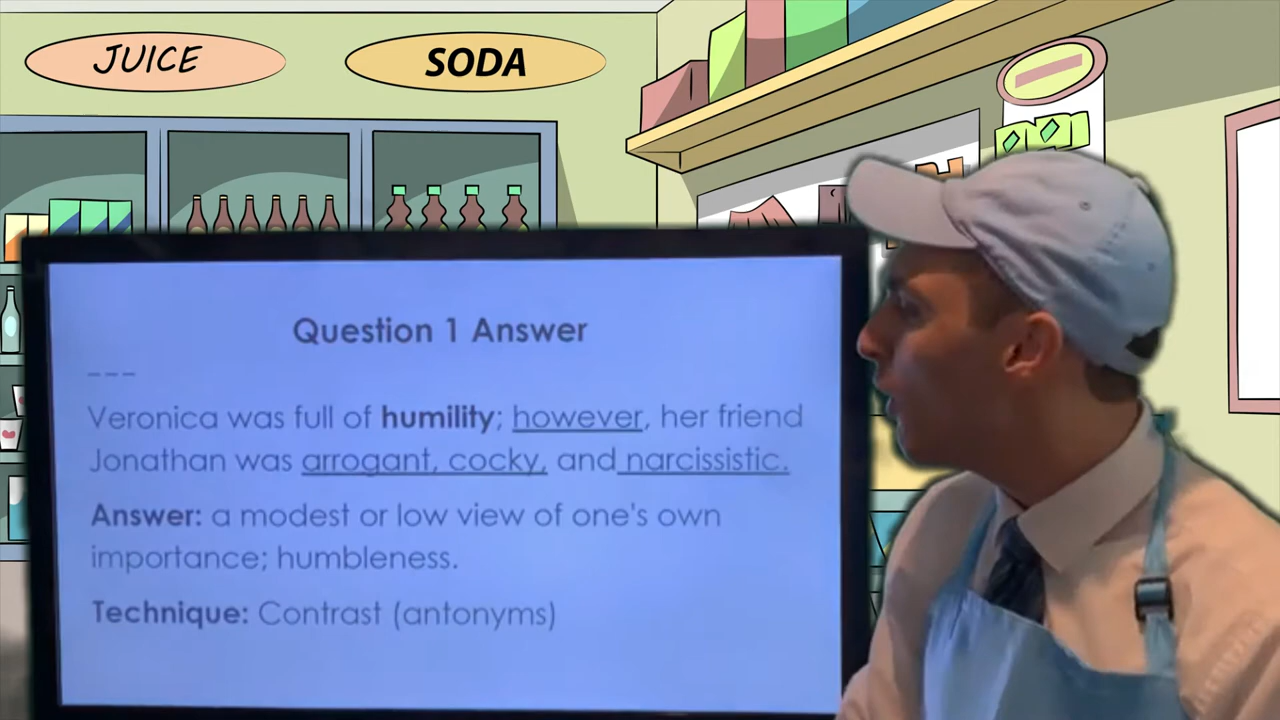 JUICE
SODA
Question 1 Answer
---
Veronica was full of humility; however, her friend
Jonathan was arrogant, cocky, and narcissistic.
Answer: a modest or low view of one's own
importance; humbleness.
Technique: Contrast (antonyms)